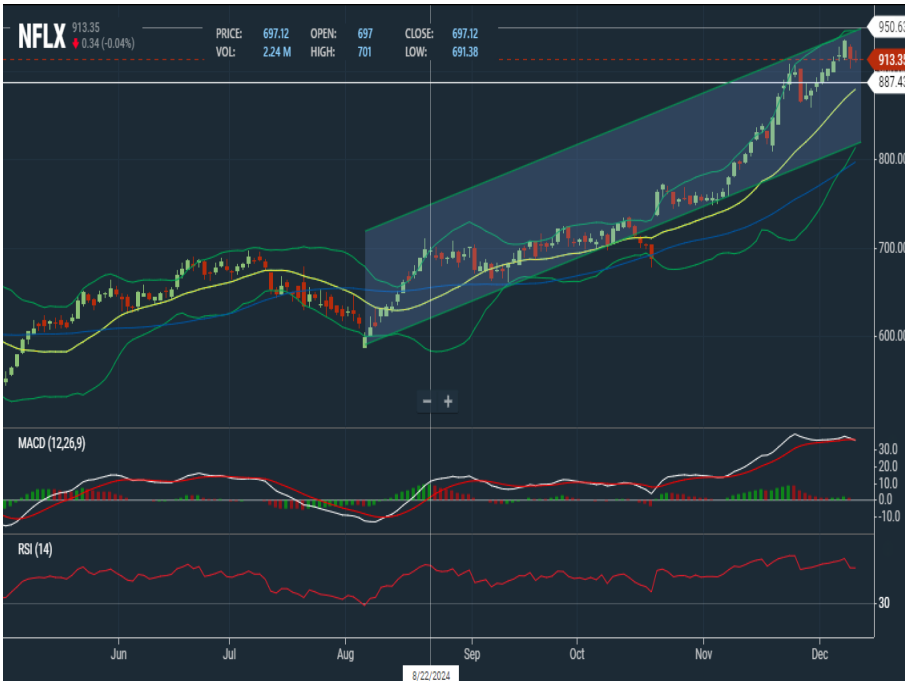 NFLX 913.35
0.34 (-0.04%)
PRICE: 697.12 OPEN: 697 CLOSE: 697.12
VOL: 2.24 M HIGH: 701 LOW: 691.38
950.63
913.35
887.43
800.00
700.00
600.00
MACD (12,26,9)
30.0
20.0
10.0
0.0
-10.0
RSI (14)
30
Jun Jul Aug Sep Oct Nov Dec
8/22/2024